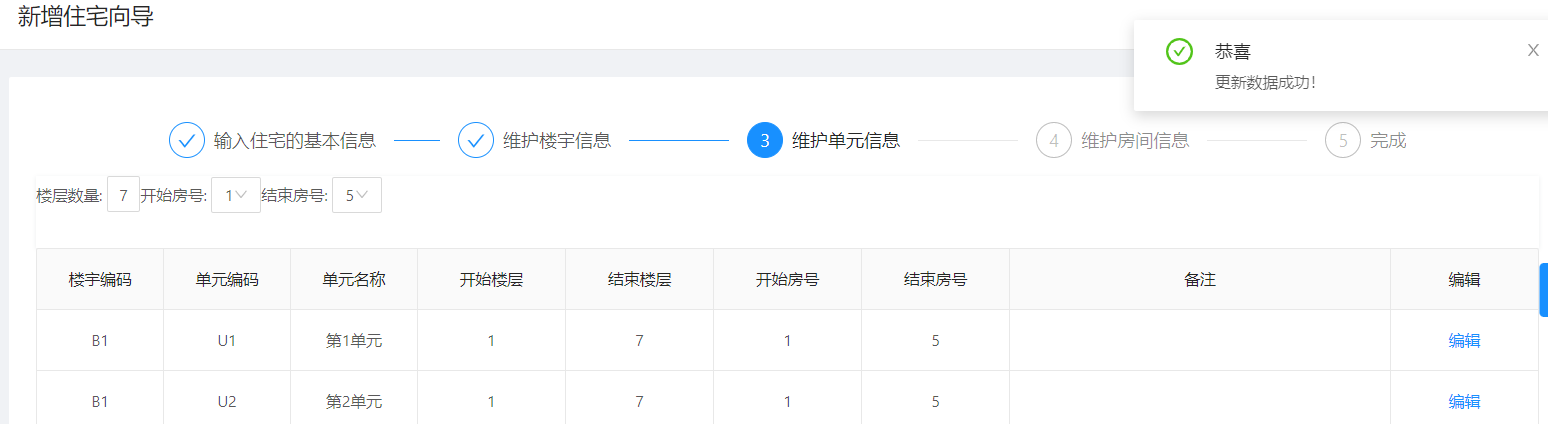 新增住宅向导
恭喜
更新数据成功!
输入住宅的基本信息 维护楼宇信息 3 维护单元信息 4 维护房间信息 5 完成
楼层数量: 7 开始房号: 1 结束房号: 5
楼宇编码 单元编码 单元名称 开始楼层 结束楼层 开始房号 结束房号 备注 编辑
B1 U1 第1单元 1 7 1 5 编辑
B1 U2 第2单元 1 7 1 5 编辑